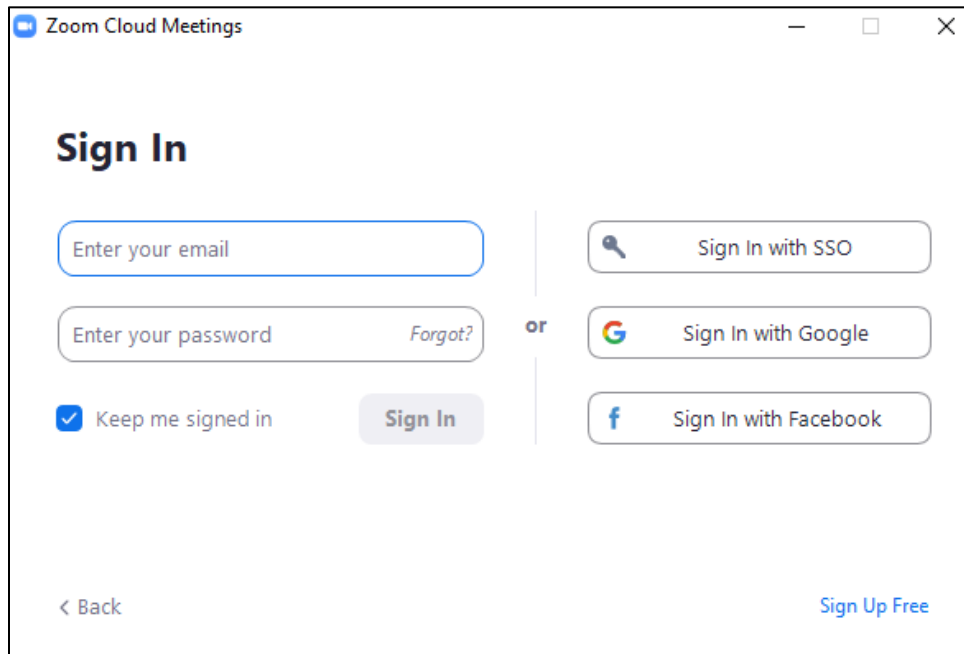 Zoom Cloud Meetings
Sign In
Enter your email
Enter your password
Forgot?
Keep me signed in
Sign In
or
Sign In with SSO
Sign In with Google
Sign In with Facebook
Back
Sign Up Free